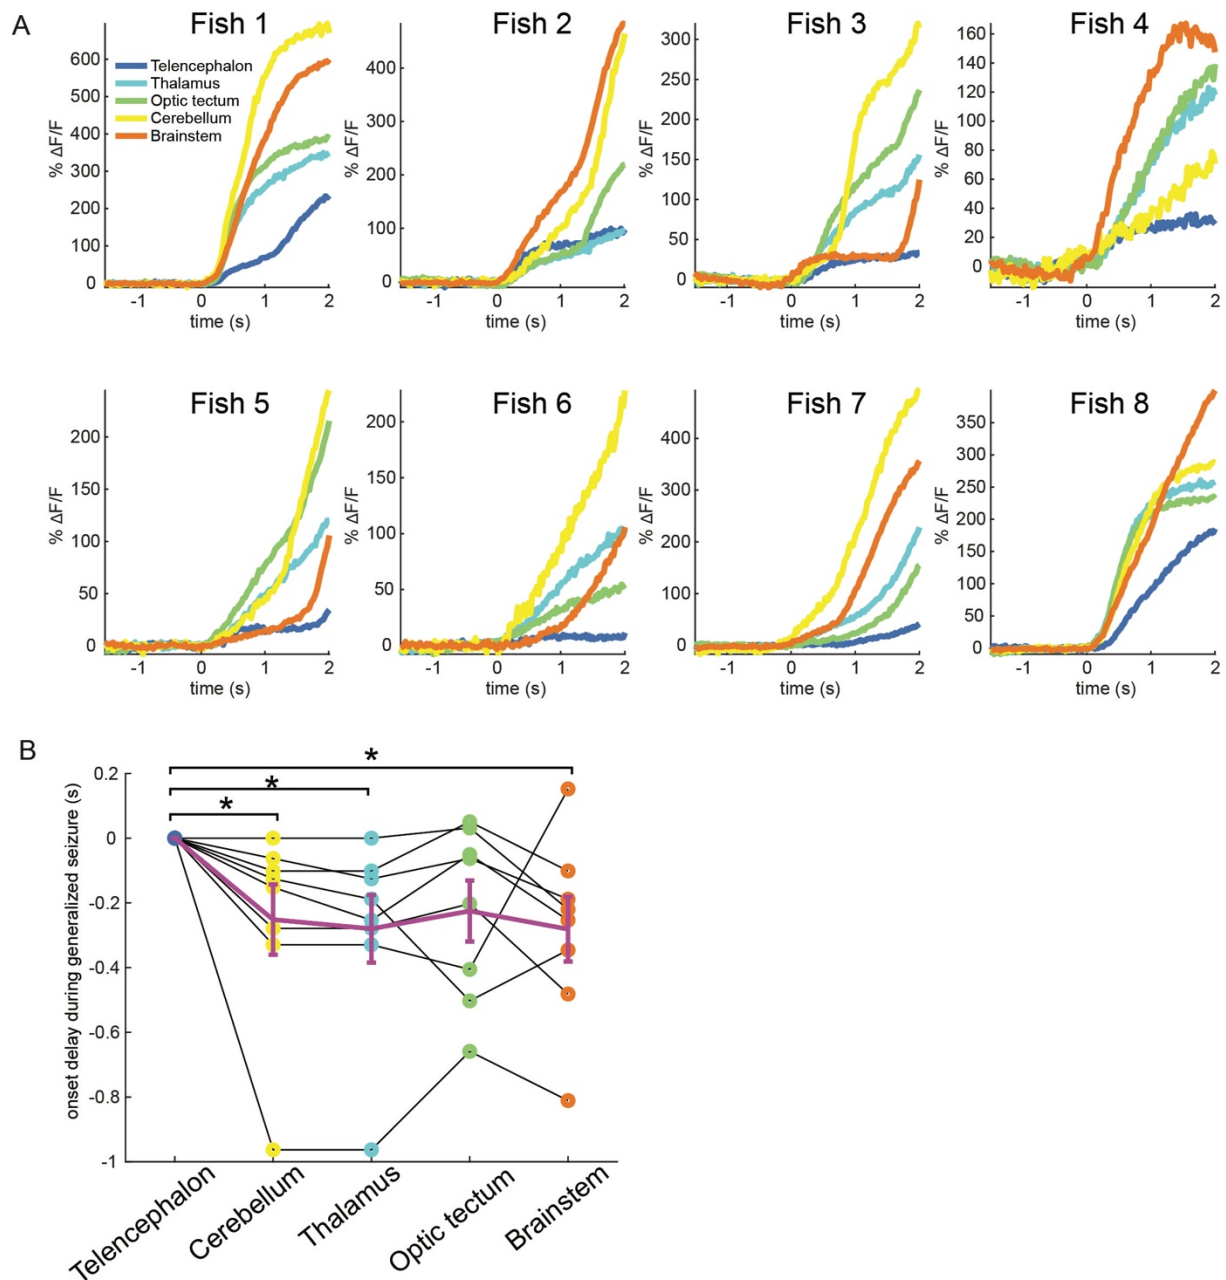 A
Fish 1
Fish 2
Fish 3
Fish 4
Telencephalon
Thalamus
Optic tectum
Cerebellum
Brainstem
% ΔF/F
600
400
300
100
0
-1
0
1
2
time (s)
% ΔF/F
400
300
200
100
0
-1
0
1
2
time (s)
% ΔF/F
300
200
150
50
0
-1
0
1
2
time (s)
% ΔF/F
160
140
120
100
80
60
40
20
0
-1
0
1
2
time (s)
Fish 5
Fish 6
Fish 7
Fish 8
% ΔF/F
200
100
50
0
-1
0
1
2
time (s)
% ΔF/F
200
150
100
50
0
-1
0
1
2
time (s)
% ΔF/F
400
300
200
100
0
-1
0
1
2
time (s)
% ΔF/F
350
250
200
150
100
50
0
-1
0
1
2
time (s)
B
onset delay during generalized seizure (s)
0.2
0
-0.2
-0.4
-0.6
-0.8
-1
*
*
*
Telencephalon
Cerebellum
Thalamus
Optic tectum
Brainstem